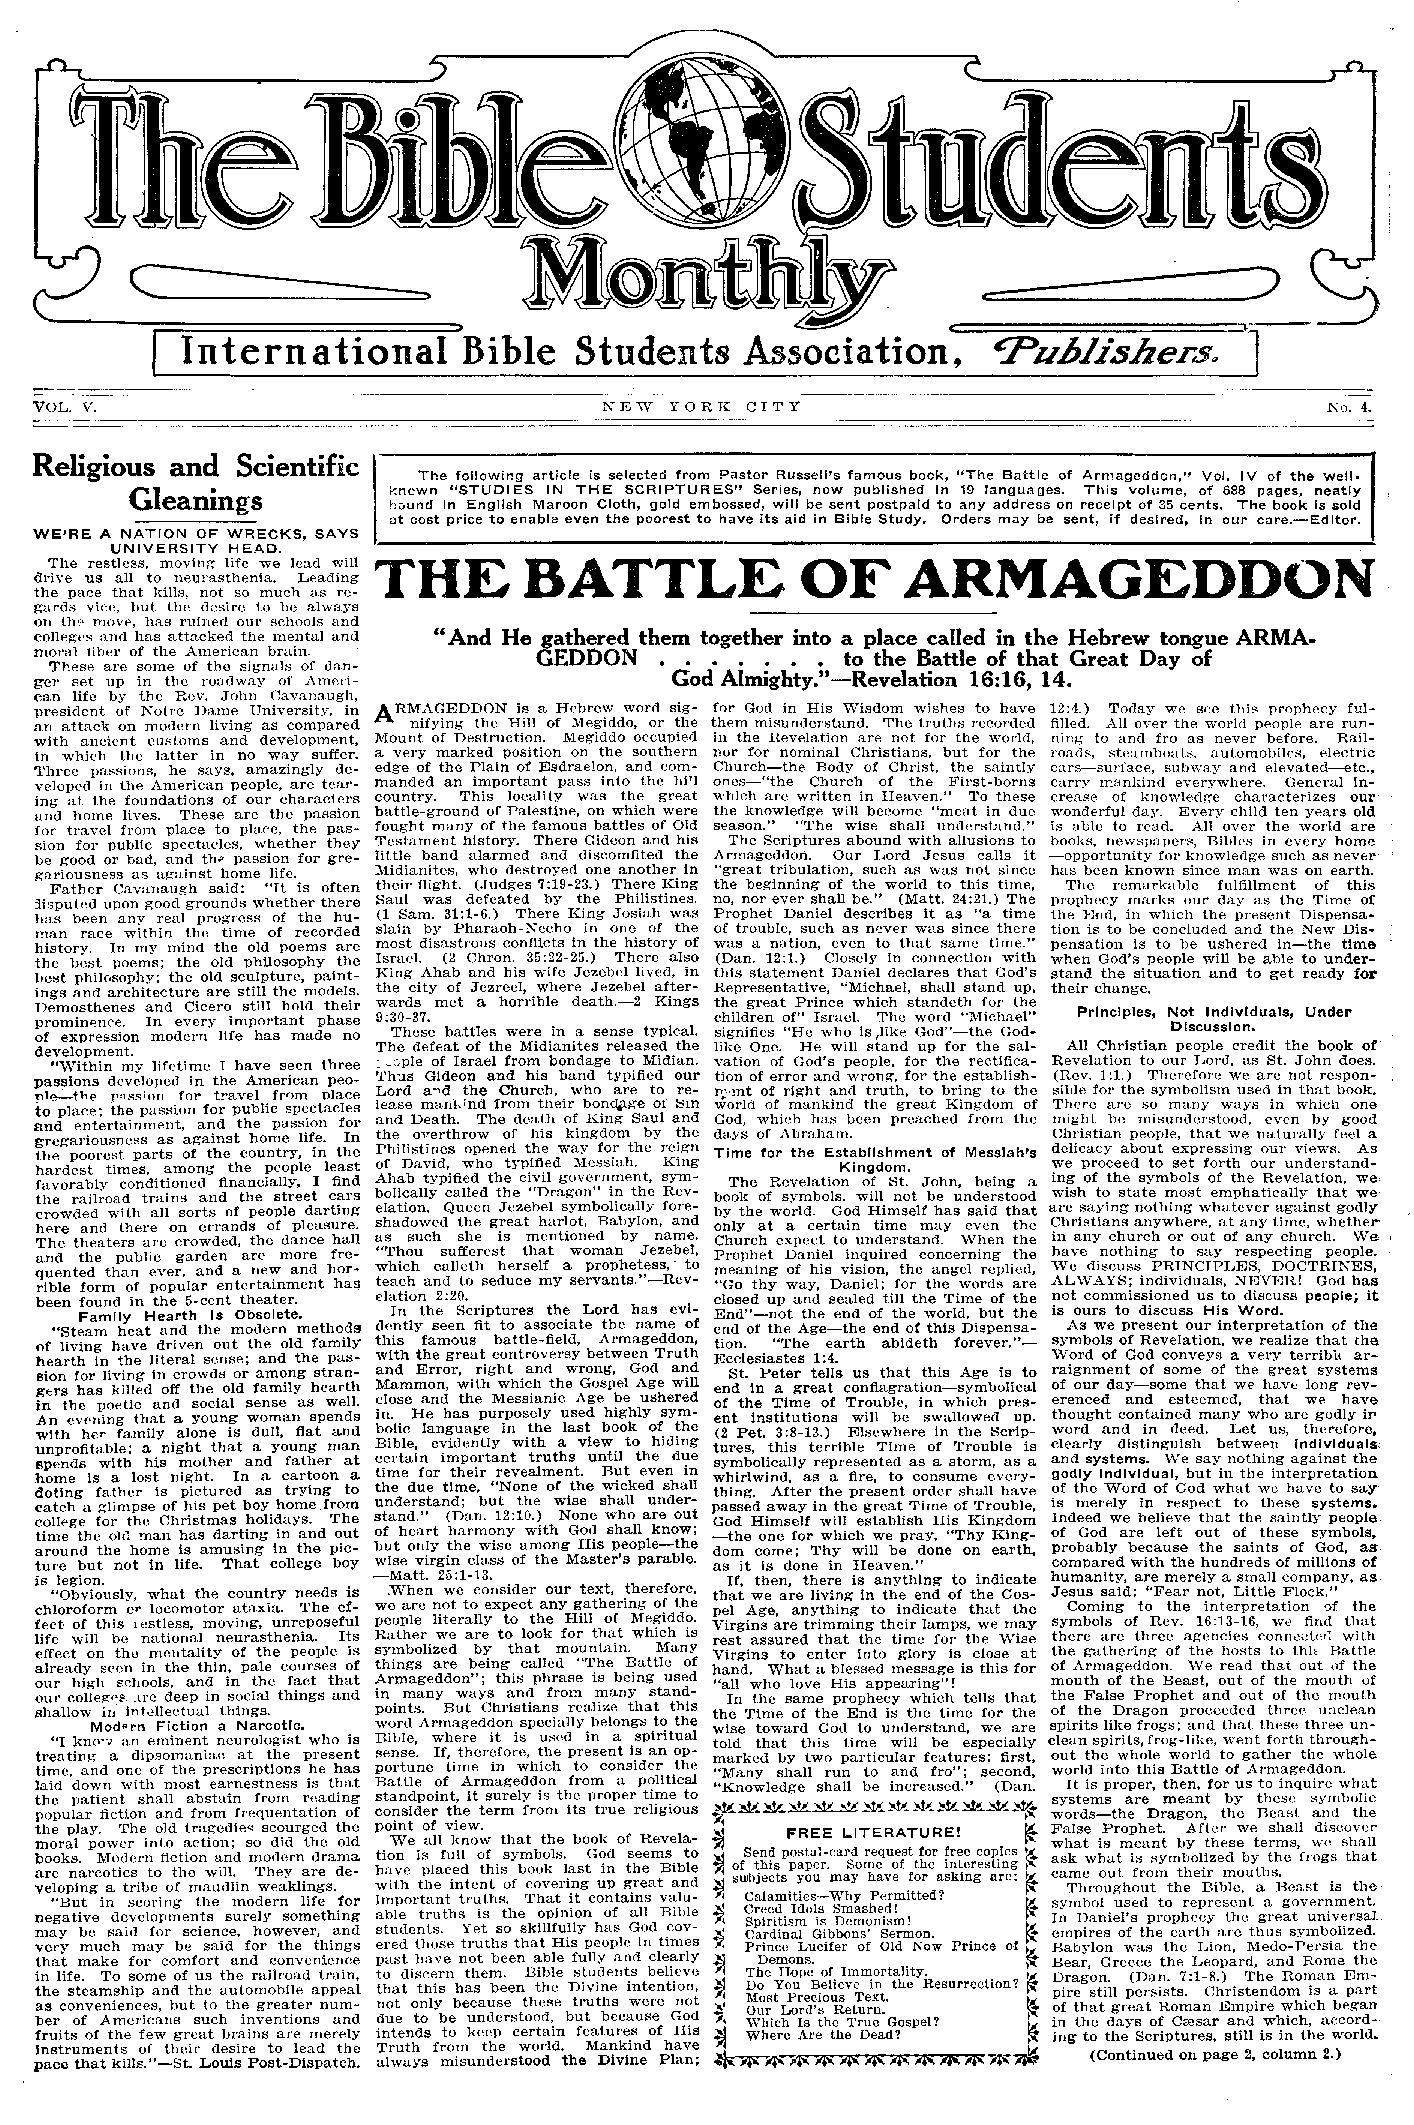 The Bible Students
Monthly
International Bible Students Association, Publishers.
VOL. V.
NEW YORK CITY
No. 4.
Religious and Scientific
Gleanings
WE'RE A NATION OF WRECKS, SAYS
UNIVERSITY HEAD.
The restless, moving life we lead will
drive us all to neurasthenia. Leading
the pace that kills, not so much as re-
gards vice, but the desire to be always
on the move, has ruined our schools and
colleges and has attacked the mental and
moral fiber of the American brain.
These are some of the signals of dan-
ger set up in the roadway of Ameri-
can life by the Rev. John Cavanaugh,
president of Notre Dame University, in
an attack on modern living as compared
with ancient customs and development,
in which the latter in no way suffer.
Three passions, he says, amazingly de-
veloped in the American people, are tear-
ing at the foundations of our characters
and home lives. These are the passion
for travel from place to place, the pas-
sion for public spectacles, whether they
be good or bad, and the passion for gre-
gariousness as against home life.
Father Cavanaugh said: "It is often
disputed upon good grounds whether there
has been any real progress of the hu-
man race within the time of recorded
history. In my mind the old poems are
the best poems; the old philosophy the
best philosophy; the old sculpture, paint-
ings and architecture are still the models.
Demosthenes and Cicero still hold their
prominence. In every important phase
of expression modern life has made no
development.
"Within my lifetime I have seen three
passions developed in the American peo-
ple—the passion for travel from place
to place; the passion for public spectacles
and entertainment, and the passion for
gregariousness as against home life. In
the poorest parts of the country, in the
hardest times, among the people least
favorably conditioned financially, I find
the railroad trains and the street cars
crowded with all sorts of people darting
here and there on errands of pleasure.
The theaters are crowded, the dance hall
and the public garden are more fre-
quented than ever, and a new and hor-
rible form of popular entertainment has
been found in the 5-cent theater.
Family Hearth Is Obsolete.
"Steam heat and the modern methods
of living have driven out the old family
hearth in the literal sense; and the pas-
sion for living in crowds or among stran-
gers has killed off the old family hearth
in the poetic and social sense as well.
An evening that a young woman spends
with her family alone is dull, flat and
unprofitable; a night that a young man
spends with his mother and father at
home is a lost night. In a cartoon a
doting father is pictured as trying to
catch a glimpse of his pet boy home from
college for the Christmas holidays. The
time the old man has darting in and out
around the home is amusing in the pic-
ture but not in life. That college boy
is legion.
"Obviously, what the country needs is
chloroform or locomotor ataxia. The ef-
fect of this restless, moving, unreposeful
life will be national neurasthenia. Its
effect on the mentality of the people is
already seen in the thin, pale courses of
our high schools, and in the fact that
our colleges are deep in social things and
shallow in intellectual things.
Modern Fiction a Narcotic.
"I know an eminent neurologist who is
treating a dipsomaniac at the present
time, and one of the prescriptions he has
laid down with most earnestness is that
the patient shall abstain from reading
popular fiction and from frequentation of
the play. The old tragedies scourged the
moral power into action; so did the old
books. Modern fiction and modern drama
are narcotics to the will. They are de-
veloping a tribe of maudlin weaklings.
"But in scoring the modern life for
negative developments surely something
may be said for science, however, and
very much may be said for the things
that make for comfort and convenience
in life. To some of us the railroad train,
the steamship and the automobile appeal
as conveniences, but to the greater num-
ber of Americans such inventions and
fruits of the few great brains are merely
instruments of their desire to lead the
pace that kills."—St. Louis Post-Dispatch.
The following article is selected from Pastor Russell's famous book, "The Battle of Armageddon," Vol. IV of the well-
known "STUDIES IN THE SCRIPTURES" Series, now published in 19 languages. This volume, of 688 pages, neatly
bound in English Maroon Cloth, gold embossed, will be sent postpaid to any address on receipt of 35 cents. The book is sold
at cost price to enable even the poorest to have its aid in Bible Study. Orders may be sent, if desired, in our care.—Editor.
THE BATTLE OF ARMAGEDDON
"And He gathered them together into a place called in the Hebrew tongue ARMA-
GEDDON . . . . . . . to the Battle of that Great Day of
God Almighty."—Revelation 16:16, 14.
ARMAGEDDON is a Hebrew word sig-
nifying the Hill of Megiddo, or the
Mount of Destruction. Megiddo occupied
a very marked position on the southern
edge of the Plain of Esdraelon, and com-
manded an important pass into the hill
country. This locality was the great
battle-ground of Palestine, on which were
fought many of the famous battles of Old
Testament history. There Gideon and his
little band alarmed and discomfited the
Midianites, who destroyed one another in
their flight. (Judges 7:19-23.) There King
Saul was defeated by the Philistines.
(1 Sam. 31:1-6.) There King Josiah was
slain by Pharaoh-Necho in one of the
most disastrous conflicts in the history of
Israel. (2 Chron. 35:22-25.) There also
King Ahab and his wife Jezebel lived, in
the city of Jezreel, where Jezebel after-
wards met a horrible death.—2 Kings
9:30-37.
These battles were in a sense typical.
The defeat of the Midianites released the
people of Israel from bondage to Midian.
Thus Gideon and his band typified our
Lord and the Church, who are to re-
lease mankind from their bondage of Sin
and Death. The death of King Saul and
the overthrow of his kingdom by the
Philistines opened the way for the reign
of David, who typified Messiah. King
Ahab typified the civil government, sym-
bolically called the "Dragon" in the Rev-
elation. Queen Jezebel symbolically fore-
shadowed the great harlot, Babylon, and
as such she is mentioned by name.
"Thou sufferest that woman Jezebel,
which calleth herself a prophetess, to
teach and to seduce my servants."—Rev-
elation 2:20.
In the Scriptures the Lord has evi-
dently seen fit to associate the name of
this famous battle-field, Armageddon,
with the great controversy between Truth
and Error, right and wrong, God and
Mammon, with which the Gospel Age will
close and the Messianic Age be ushered
in. He has purposely used highly sym-
bolic language in the last book of the
Bible, evidently with a view to hiding
certain important truths until the due
time for their revealment. But even in
the due time, "None of the wicked shall
understand; but the wise shall under-
stand." (Dan. 12:10.) None who are out
of heart harmony with God shall know;
but only the wise among His people—the
wise virgin class of the Master's parable.
—Matt. 25:1-13.
When we consider our text, therefore,
we are not to expect any gathering of the
people literally to the Hill of Megiddo.
Rather we are to look for that which is
symbolized by that mountain. Many
things are being called "The Battle of
Armageddon"; this phrase is being used
in many ways and from many stand-
points. But Christians realize that this
word Armageddon specially belongs to the
Bible, where it is used in a spiritual
sense. If, therefore, the present is an op-
portune time in which to consider the
Battle of Armageddon from a political
standpoint, it surely is the proper time to
consider the term from its true religious
point of view.
We all know that the book of Revela-
tion is full of symbols. God seems to
have placed this book last in the Bible
with the intent of covering up great and
important truths. That it contains valu-
able truths is the opinion of all Bible
students. Yet so skillfully has God cov-
ered those truths that His people in times
past have not been able fully and clearly
to discern them. Bible students believe
that this has been the Divine intention,
not only because these truths were not
due to be understood, but because God
intends to keep certain features of His
Truth from the world. Mankind have
always misunderstood the Divine Plan;
for God in His Wisdom wishes to have
them misunderstood. The truths recorded
in the Revelation are not for the world,
nor for nominal Christians, but for the
Church—the Body of Christ, the saintly
ones—"the Church of the First-borns
which are written in Heaven." To these
the knowledge will become "meat in due
season." "The wise shall understand."
The Scriptures abound with allusions to
Armageddon. Our Lord Jesus calls it
"great tribulation, such as was not since
the beginning of the world to this time,
no, nor ever shall be." (Matt. 24:21.) The
Prophet Daniel describes it as "a time
of trouble, such as never was since there
was a nation, even to that same time."
(Dan. 12:1.) Closely in connection with
this statement Daniel declares that God's
Representative, "Michael, shall stand up,
the great Prince which standeth for the
children of" Israel. The word "Michael"
signifies "He who is like God"—the God-
like One. He will stand up for the sal-
vation of God's people, for the rectifica-
tion of error and wrong, for the establish-
ment of right and truth, to bring to the
world of mankind the great Kingdom of
God, which has been preached from the
days of Abraham.
Time for the Establishment of Messiah's
Kingdom.
The Revelation of St. John, being a
book of symbols, will not be understood
by the world. God Himself has said that
only at a certain time may even the
Church expect to understand. When the
Prophet Daniel inquired concerning the
meaning of his vision, the angel replied,
"Go thy way, Daniel; for the words are
closed up and sealed till the Time of the
End"—not the end of the world, but the
end of the Age—the end of this Dispensa-
tion. "The earth abideth forever."—
Ecclesiastes 1:4.
St. Peter tells us that this Age is to
end in a great conflagration—symbolical
of the Time of Trouble, in which pres-
ent institutions will be swallowed up.
(2 Pet. 3:8-13.) Elsewhere in the Scrip-
tures, this terrible Time of Trouble is
symbolically represented as a storm, as a
whirlwind, as a fire, to consume every-
thing. After the present order shall have
passed away in the great Time of Trouble,
God Himself will establish His Kingdom
—the one for which we pray, "Thy King-
dom come; Thy will be done on earth,
as it is done in Heaven."
If, then, there is anything to indicate
that we are living in the end of the Gos-
pel Age, anything to indicate that the
Virgins are trimming their lamps, we may
rest assured that the time for the Wise
Virgins to enter into glory is close at
hand. What a blessed message is this for
"all who love His appearing"!
In the same prophecy which tells that
the Time of the End is the time for the
wise toward God to understand, we are
told that this time will be especially
marked by two particular features: first,
"Many shall run to and fro"; second,
"Knowledge shall be increased." (Dan.
FREE LITERATURE!
Send postal-card request for free copies
of this paper. Some of the interesting
subjects you may have for asking are:
Calamities—Why Permitted?
Creed Idols Smashed!
Spiritism is Demonism!
Cardinal Gibbons' Sermon.
Prince Lucifer of Old Now Prince of
Demons.
The Hope of Immortality.
Do You Believe in the Resurrection?
Most Precious Text.
Our Lord's Return.
Which Is the True Gospel?
Where Are the Dead?
12:4.) Today we see this prophecy ful-
filled. All over the world people are run-
ning to and fro as never before. Rail-
roads, steamboats, automobiles, electric
cars—surface, subway and elevated—etc.,
carry mankind everywhere. General in-
crease of knowledge characterizes our
wonderful day. Every child ten years old
is able to read. All over the world are
books, newspapers, Bibles in every home
—opportunity for knowledge such as never
has been known since man was on earth.
The remarkable fulfillment of this
prophecy marks our day as the Time of
the End, in which the present Dispensa-
tion is to be concluded and the New Dis-
pensation is to be ushered in—the time
when God's people will be able to under-
stand the situation and to get ready for
their change.
Principles, Not Individuals, Under
Discussion.
All Christian people credit the book of
Revelation to our Lord, as St. John does.
(Rev. 1:1.) Therefore we are not respon-
sible for the symbolism used in that book.
There are so many ways in which one
might be misunderstood, even by good
Christian people, that we naturally feel a
delicacy about expressing our views. As
we proceed to set forth our understand-
ing of the symbols of the Revelation, we
wish to state most emphatically that we
are saying nothing whatever against godly
Christians anywhere, at any time, whether
in any church or out of any church. We
have nothing to say respecting people.
We discuss PRINCIPLES, DOCTRINES,
ALWAYS; individuals, NEVER! God has
not commissioned us to discuss people; it
is ours to discuss His Word.
As we present our interpretation of the
symbols of Revelation, we realize that the
Word of God conveys a very terrible ar-
raignment of some of the great systems
of our day—some that we have long rev-
erenced and esteemed, that we have
thought contained many who are godly in
word and in deed. Let us, therefore,
clearly distinguish between individuals
and systems. We say nothing against the
godly individual, but in the interpretation
of the Word of God what we have to say
is merely in respect to these systems.
Indeed we believe that the saintly people
of God are left out of these symbols,
probably because the saints of God, as
compared with the hundreds of millions of
humanity, are merely a small company, as
Jesus said: "Fear not, Little Flock."
Coming to the interpretation of the
symbols of Rev. 16:13-16, we find that
there are three agencies connected with
the gathering of the hosts to this Battle
of Armageddon. We read that out of the
mouth of the Beast, out of the mouth of
the False Prophet and out of the mouth
of the Dragon proceeded three unclean
spirits like frogs; and that these three un-
clean spirits, frog-like, went forth through-
out the whole world to gather the whole
world into this Battle of Armageddon.
It is proper, then, for us to inquire what
systems are meant by these symbolic
words—the Dragon, the Beast and the
False Prophet. After we shall discover
what is meant by these terms, we shall
ask what is symbolized by the frogs that
came out from their mouths.
Throughout the Bible, a Beast is the
symbol used to represent a government.
In Daniel's prophecy the great universal
empires of the earth are thus symbolized.
Babylon was the Lion, Medo-Persia the
Bear, Greece the Leopard, and Rome the
Dragon. (Dan. 7:1-8.) The Roman Em-
pire still persists. Christendom is a part
of that great Roman Empire which began
in the days of Cæsar and which, accord-
ing to the Scriptures, still is in the world.
(Continued on page 2, column 2.)